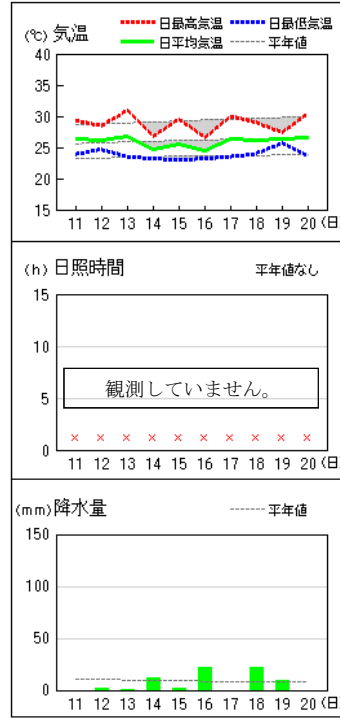 (℃) 気温
日最高気温 日最低気温
日平均気温 平年値
40
35
30
25
20
15
11 12 13 14 15 16 17 18 19 20 (日)
(h) 日照時間 平年値なし
15
10
観測していません。
5
0
× × × × × × × × × ×
11 12 13 14 15 16 17 18 19 20 (日)
(mm) 降水量 平年値
150
100
50
0
11 12 13 14 15 16 17 18 19 20 (日)